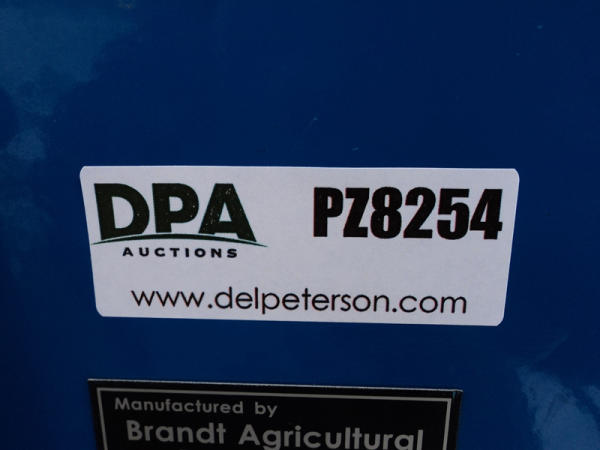 DPA
AUCTIONS
PZ8254
www.delpeterson.com
Manufactured by
Brandt Agricultural